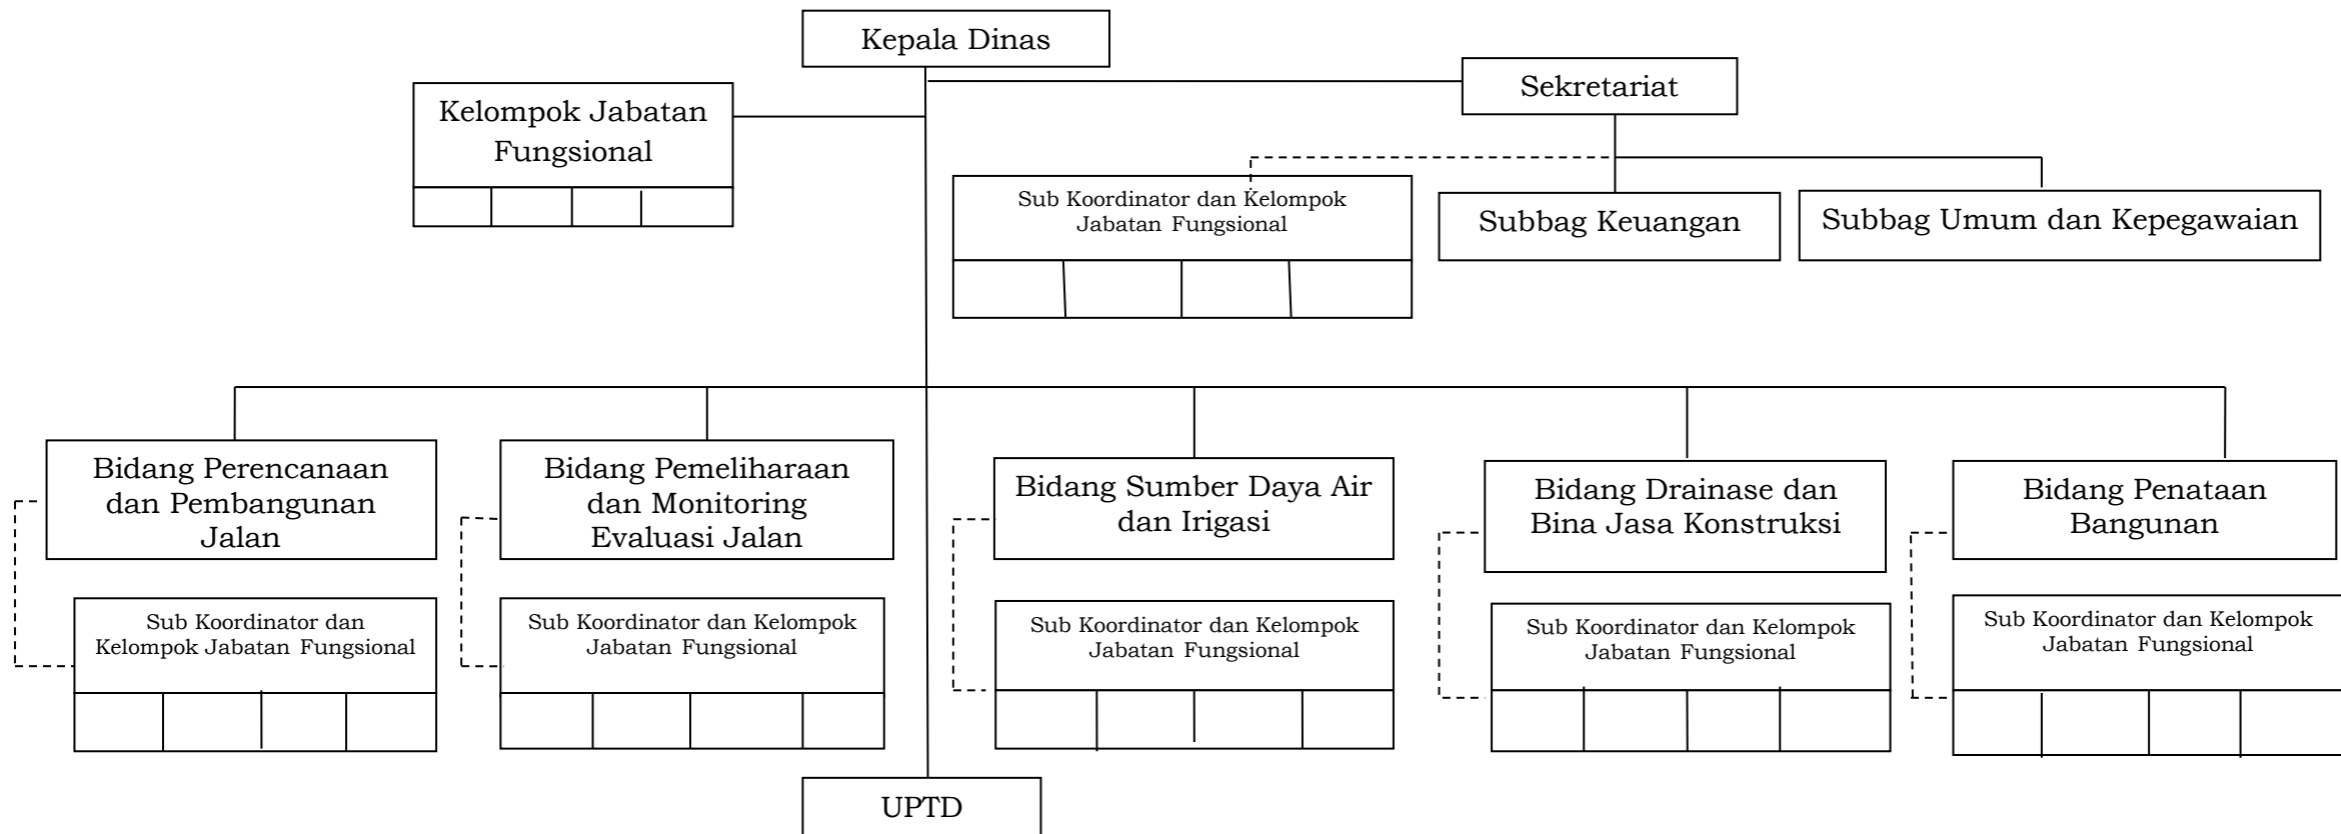 Kepala Dinas
Sekretariat
Kelompok Jabatan
Fungsional
Sub Koordinator dan Kelompok
Jabatan Fungsional
Subbag Keuangan
Subbag Umum dan Kepegawaian
Bidang Perencanaan
dan Pembangunan
Jalan
Bidang Pemeliharaan
dan Monitoring
Evaluasi Jalan
Bidang Sumber Daya Air
dan Irigasi
Bidang Drainase dan
Bina Jasa Konstruksi
Bidang Penataan
Bangunan
Sub Koordinator dan
Kelompok Jabatan Fungsional
Sub Koordinator dan Kelompok
Jabatan Fungsional
Sub Koordinator dan Kelompok
Jabatan Fungsional
Sub Koordinator dan Kelompok
Jabatan Fungsional
Sub Koordinator dan Kelompok
Jabatan Fungsional
UPTD